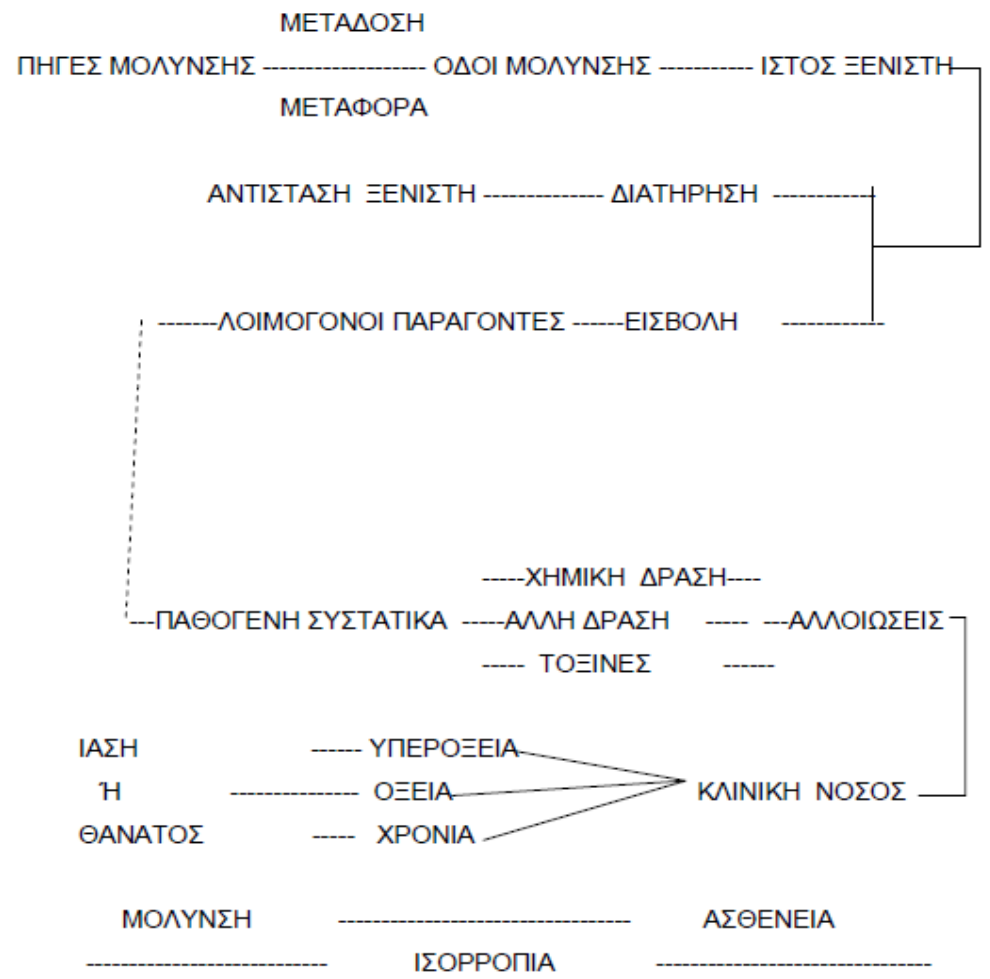 ΜΕΤΑΔΟΣΗ
ΠΗΓΕΣ ΜΟΛΥΝΣΗΣ ------------------- ΟΔΟΙ ΜΟΛΥΝΣΗΣ ----------- ΙΣΤΟΣ ΞΕΝΙΣΤΗ
ΜΕΤΑΦΟΡΑ
ΑΝΤΙΣΤΑΣΗ ΞΕΝΙΣΤΗ -------------- ΔΙΑΤΗΡΗΣΗ ------------
-------ΛΟΙΜΟΓΟΝΟΙ ΠΑΡΑΓΟΝΤΕΣ ------ΕΙΣΒΟΛΗ ------------
-----ΧΗΜΙΚΗ ΔΡΑΣΗ----
---ΠΑΘΟΓΕΝΗ ΣΥΣΤΑΤΙΚΑ -----ΑΛΛΗ ΔΡΑΣΗ ----- ---ΑΛΛΟΙΩΣΕΙΣ
----- ΤΟΞΙΝΕΣ ------
ΙΑΣΗ ------ ΥΠΕΡΟΞΕΙΑ
Ή --------------- ΟΞΕΙΑ ΚΛΙΝΙΚΗ ΝΟΣΟΣ
ΘΑΝΑΤΟΣ ----- ΧΡΟΝΙΑ
ΜΟΛΥΝΣΗ ---------------------------------- ΑΣΘΕΝΕΙΑ
---------------------------- ΙΣΟΡΡΟΠΙΑ --------------------------------